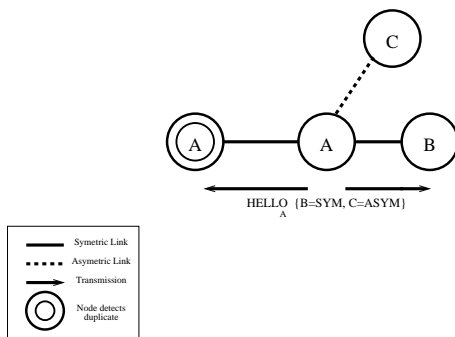 C
A
A
B
HELLO {B=SYM, C=ASYM}
A
Symetric Link
Asymetric Link
Transmission
Node detects
duplicate